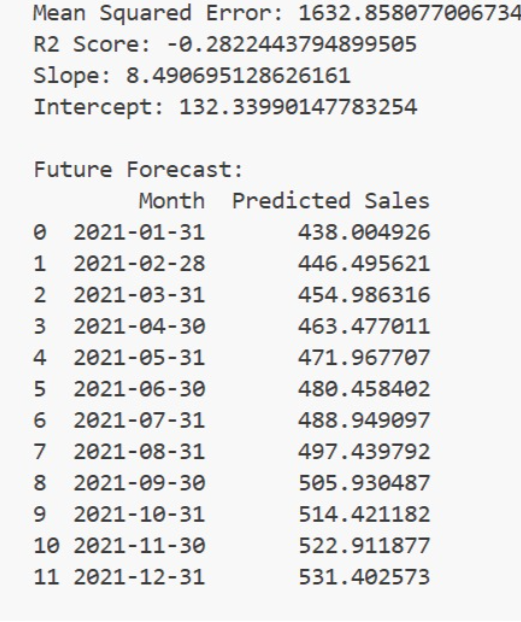 Mean Squared Error: 1632.858077006734
R2 Score: -0.2822443794899505
Slope: 8.490695128626161
Intercept: 132.33990147783254
Future Forecast:
Month Predicted Sales
0 2021-01-31 438.004926
1 2021-02-28 446.495621
2 2021-03-31 454.986316
3 2021-04-30 463.477011
4 2021-05-31 471.967707
5 2021-06-30 480.458402
6 2021-07-31 488.949097
7 2021-08-31 497.439792
8 2021-09-30 505.930487
9 2021-10-31 514.421182
10 2021-11-30 522.911877
11 2021-12-31 531.402573